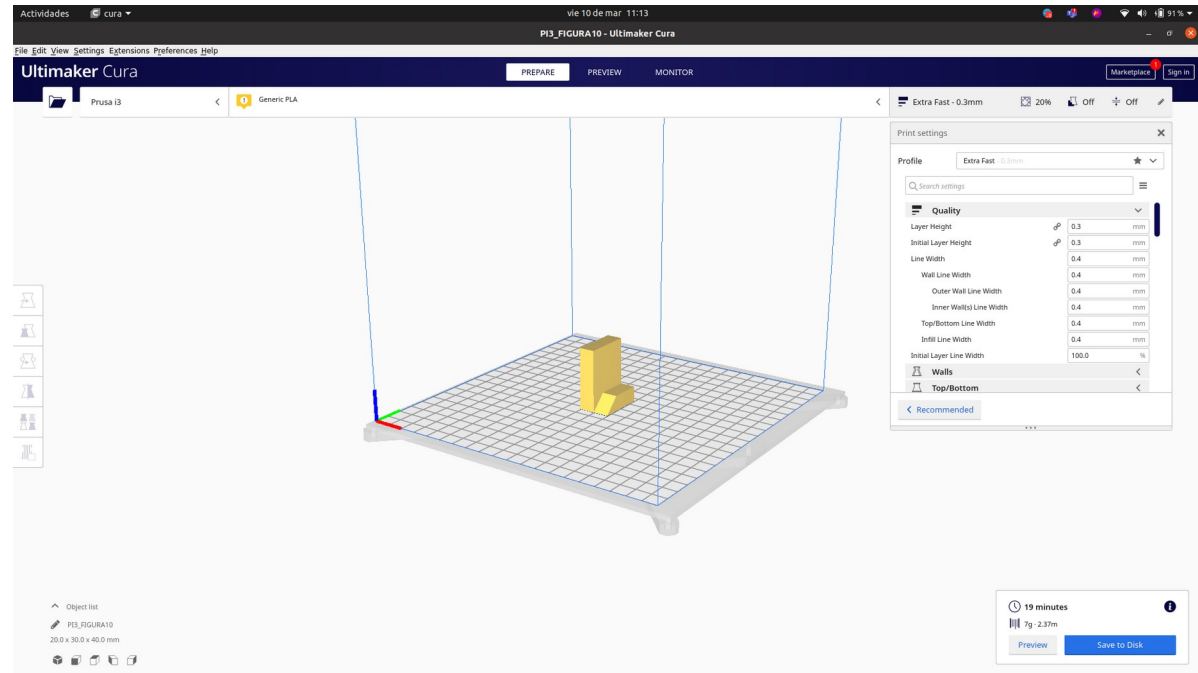 Actividades cura vie 10 de mar 11:13 91 %
PI3_FIGURA10 - Ultimaker Cura
File Edit View Settings Extensions Preferences Help
Ultimaker Cura PREPARE PREVIEW MONITOR Marketplace 1 Sign in
Prusa i3 1 Generic PLA Extra Fast - 0.3mm 20% Off Off
Print settings
Profile Extra Fast - 0.3mm
Search settings
Quality
Layer Height 0.3 mm
Initial Layer Height 0.3 mm
Line Width 0.4 mm
Wall Line Width 0.4 mm
Outer Wall Line Width 0.4 mm
Inner Wall(s) Line Width 0.4 mm
Top/Bottom Line Width 0.4 mm
Infill Line Width 0.4 mm
Initial Layer Line Width 100.0 %
Walls
Top/Bottom
Recommended
Object list
PI3_FIGURA10
20.0 x 30.0 x 40.0 mm
19 minutes
7g · 2.37m
Preview Save to Disk